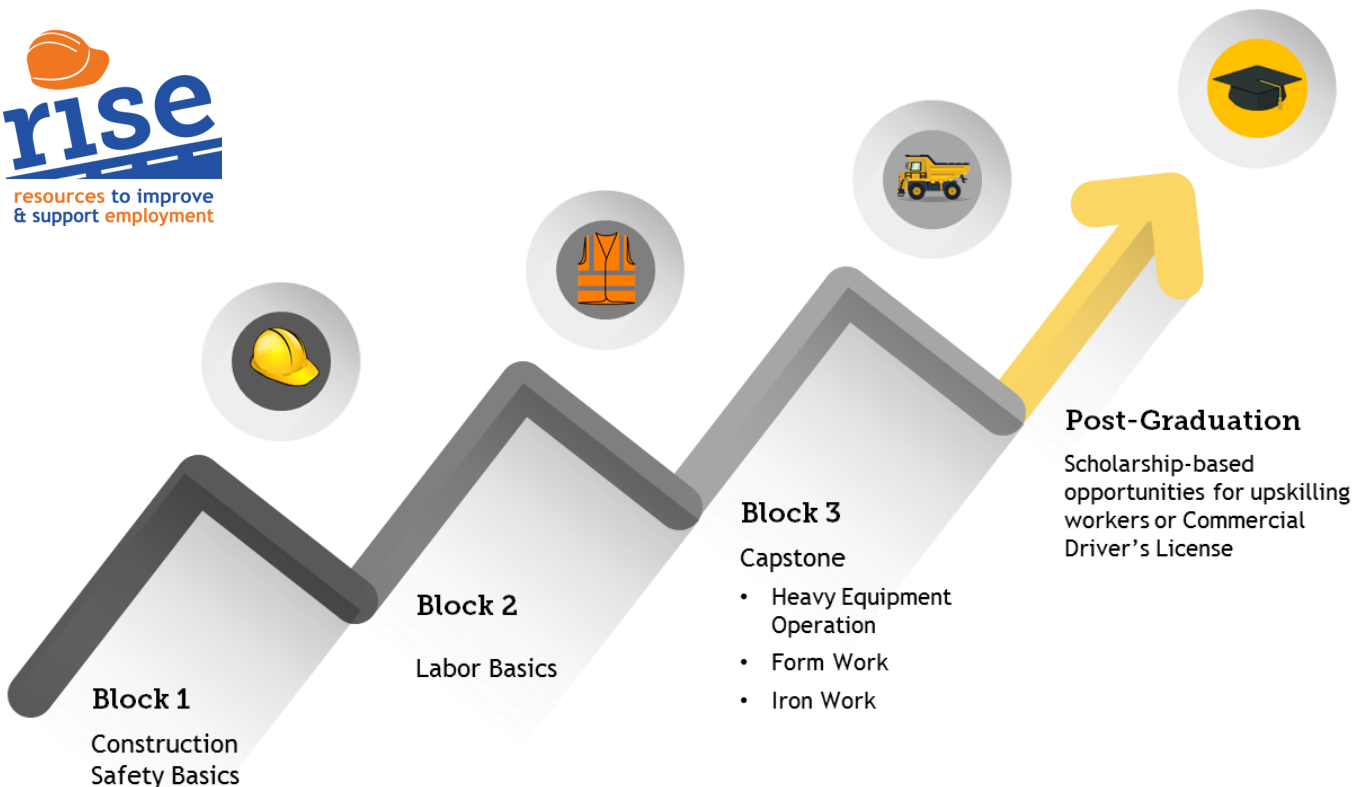 rise
resources to improve
& support employment
Block 1
Construction
Safety Basics
Block 2
Labor Basics
Block 3
Capstone
• Heavy Equipment
Operation
• Form Work
• Iron Work
Post-Graduation
Scholarship-based
opportunities for upskilling
workers or Commercial
Driver’s License